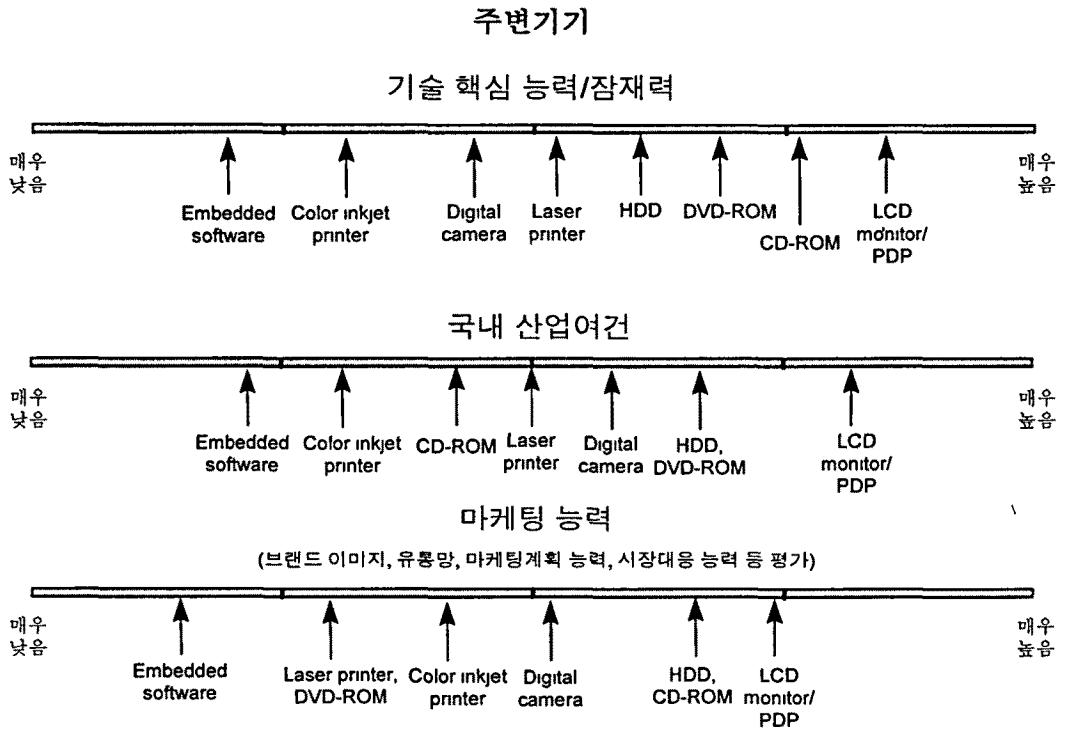 주변기기
기술 핵심 능력/잠재력
매우
낮음
매우
높음
Embedded
software
Color inkjet
printer
Digital
camera
Laser
printer
HDD
DVD-ROM
CD-ROM
LCD
monitor/
PDP
국내 산업여건
매우
낮음
매우
높음
Embedded
software
Color inkjet
printer
CD-ROM
Laser
printer
Digital
camera
HDD,
DVD-ROM
LCD
monitor/
PDP
마케팅 능력
(브랜드 이미지, 유통망, 마케팅계획 능력, 시장대응 능력 등 평가)
매우
낮음
매우
높음
Embedded
software
Laser printer,
DVD-ROM
Color inkjet
printer
Digital
camera
HDD,
CD-ROM
LCD
monitor/
PDP